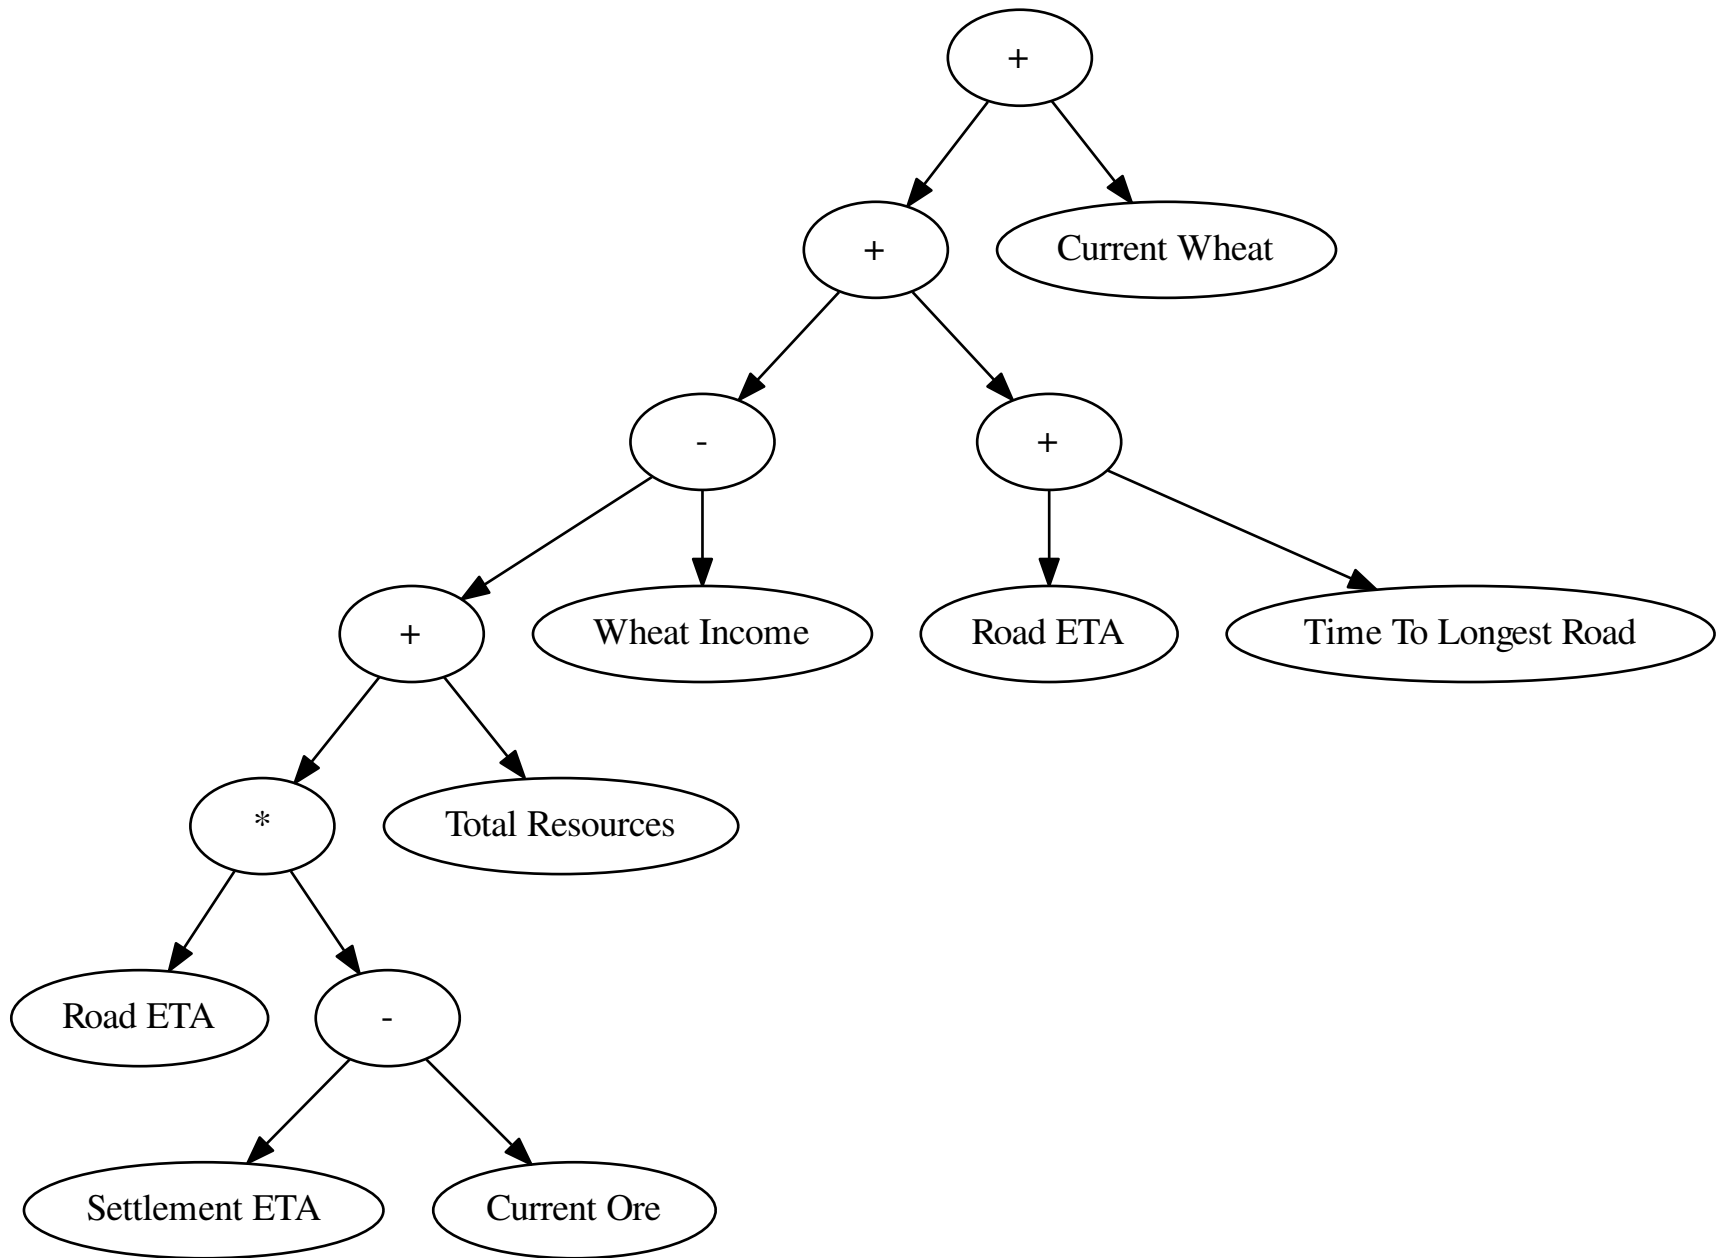 +
+
Current Wheat
-
+
+
Wheat Income
Road ETA
Time To Longest Road
*
Total Resources
Road ETA
-
Settlement ETA
Current Ore